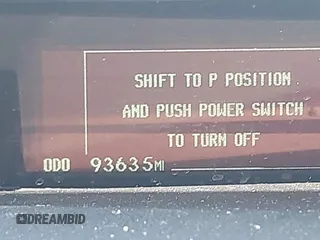 SHIFT TO P POSITION
AND PUSH POWER SWITCH
TO TURN OFF
ODO 93635MI
DREAMBID